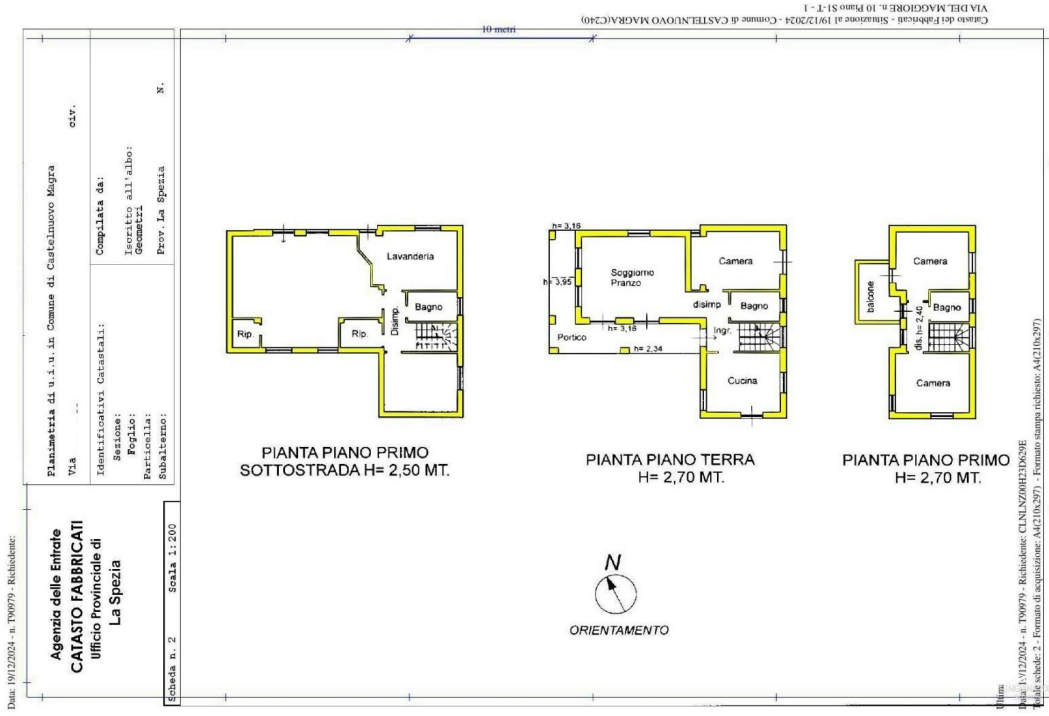 Catasto dei Fabbricati - Situazione al 19/12/2024 - Comune di CASTELNUOVO MAGRA(C240)
VIA DEL MAGGIORE n. 10 Piano S1-T - 1
10 metri
Planimetria di u.i.u. in Comune di Castelnuovo Magra
Via -- civ.
Identificativi Catastali:
Sezione:
Foglio:
Particella:
Subalterno:
Compilata da:
Iscritto all'albo:
Geometri
Prov. La Spezia N.
Agenzia delle Entrate
CATASTO FABBRICATI
Ufficio Provinciale di
La Spezia
Scheda n. 2 Scala 1:200
Lavanderia
Bagno
Disimp.
Rip.
Rip.
PIANTA PIANO PRIMO
SOTTOSTRADA H= 2,50 MT.
h= 3,16
h= 3,95
Soggiorno
Pranzo
Camera
disimp
Bagno
h= 3,16
Ingr.
Portico
h= 2,34
Cucina
PIANTA PIANO TERRA
H= 2,70 MT.
Camera
balcone
Bagno
dis. h= 2,40
Camera
PIANTA PIANO PRIMO
H= 2,70 MT.
N
ORIENTAMENTO
Data: 19/12/2024 - n. T90979 - Richiedente:
Data: 19/12/2024 - n. T90979 - Richiedente: CLNLNZ00H23D629E
Totale schede: 2 - Formato di acquisizione: A4(210x297) - Formato stampa richiesto: A4(210x297)